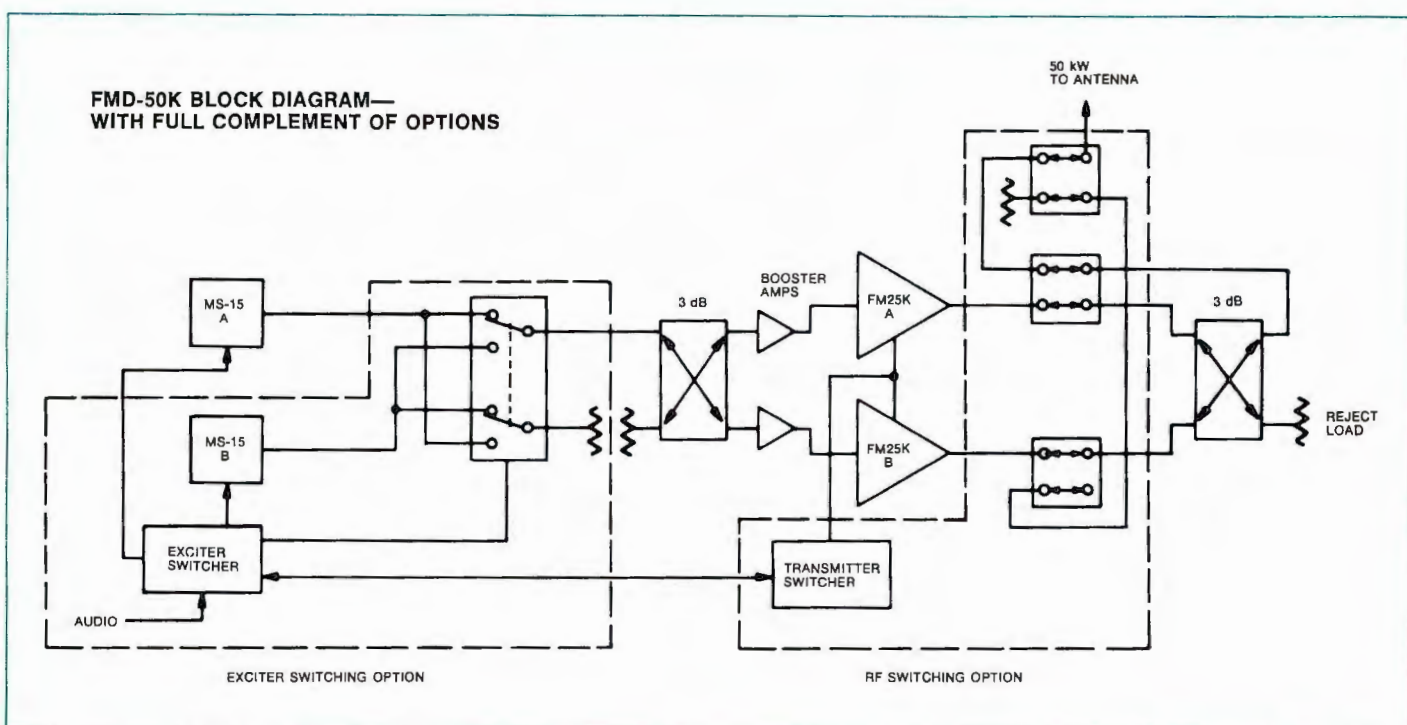 FMD-50K BLOCK DIAGRAM—
WITH FULL COMPLEMENT OF OPTIONS
50 kW
TO ANTENNA
MS-15
A
3 dB
BOOSTER
AMPS
FM25K
A
3 dB
MS-15
B
FM25K
B
REJECT
LOAD
EXCITER
SWITCHER
TRANSMITTER
SWITCHER
AUDIO
EXCITER SWITCHING OPTION
RF SWITCHING OPTION